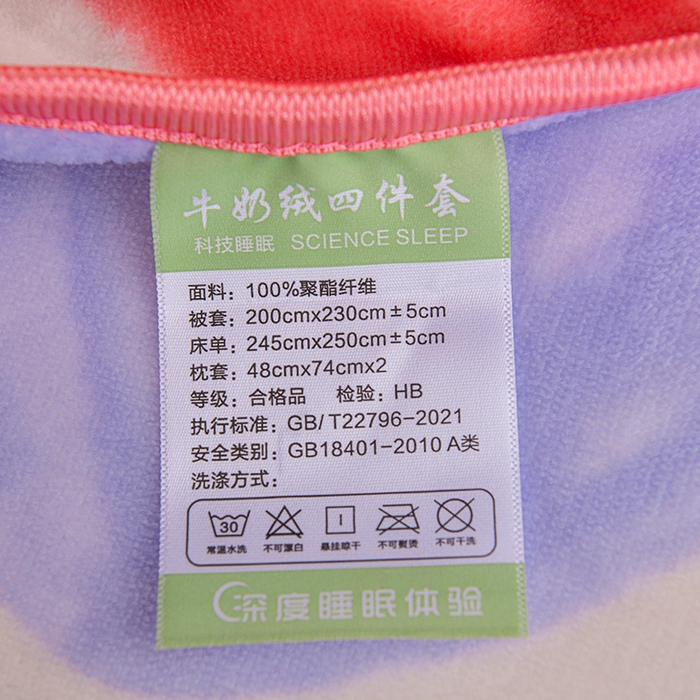 牛奶绒四件套
科技睡眠 SCIENCE SLEEP
面料：100%聚酯纤维
被套：200cmx230cm±5cm
床单：245cmx250cm±5cm
枕套：48cmx74cmx2
等级：合格品 检验：HB
执行标准：GB/T22796-2021
安全类别：GB18401-2010 A类
洗涤方式：
30
常温水洗 不可漂白 悬挂晾干 不可熨烫 不可干洗
深度睡眠体验